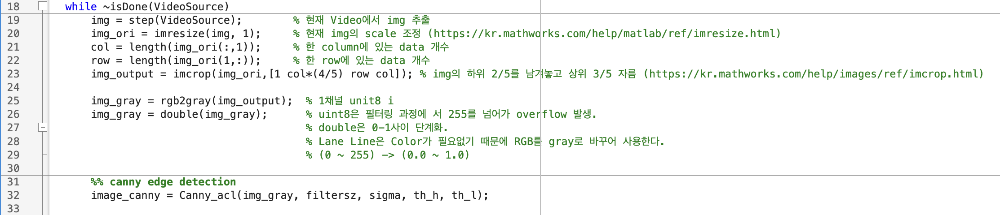 18 while ~isDone(VideoSource)
19 img = step(VideoSource); % 현재 Video에서 img 추출
20 img_ori = imresize(img, 1); % 현재 img의 scale 조정 (https://kr.mathworks.com/help/matlab/ref/imresize.html)
21 col = length(img_ori(:,1)); % 한 column에 있는 data 개수
22 row = length(img_ori(1,:)); % 한 row에 있는 data 개수
23 img_output = imcrop(img_ori,[1 col*(4/5) row col]); % img의 하위 2/5를 남겨놓고 상위 3/5 자름 (https://kr.mathworks.com/help/images/ref/imcrop.html)
24
25 img_gray = rgb2gray(img_output); % 1채널 unit8 i
26 img_gray = double(img_gray); % uint8은 필터링 과정에 서 255를 넘어가 overflow 발생.
27 % double은 0-1사이 단계화.
28 % Lane Line은 Color가 필요없기 때문에 RGB를 gray로 바꾸어 사용한다.
29 % (0 ~ 255) -> (0.0 ~ 1.0)
30
31 %% canny edge detection
32 image_canny = Canny_acl(img_gray, filtersz, sigma, th_h, th_l);
33